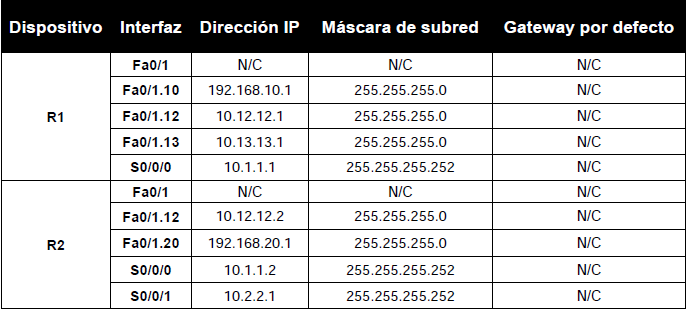 Dispositivo Interfaz Dirección IP Máscara de subred Gateway por defecto
R1
Fa0/1 N/C N/C N/C
Fa0/1.10 192.168.10.1 255.255.255.0 N/C
Fa0/1.12 10.12.12.1 255.255.255.0 N/C
Fa0/1.13 10.13.13.1 255.255.255.0 N/C
S0/0/0 10.1.1.1 255.255.255.252 N/C
R2
Fa0/1 N/C N/C N/C
Fa0/1.12 10.12.12.2 255.255.255.0 N/C
Fa0/1.20 192.168.20.1 255.255.255.0 N/C
S0/0/0 10.1.1.2 255.255.255.252 N/C
S0/0/1 10.2.2.1 255.255.255.252 N/C